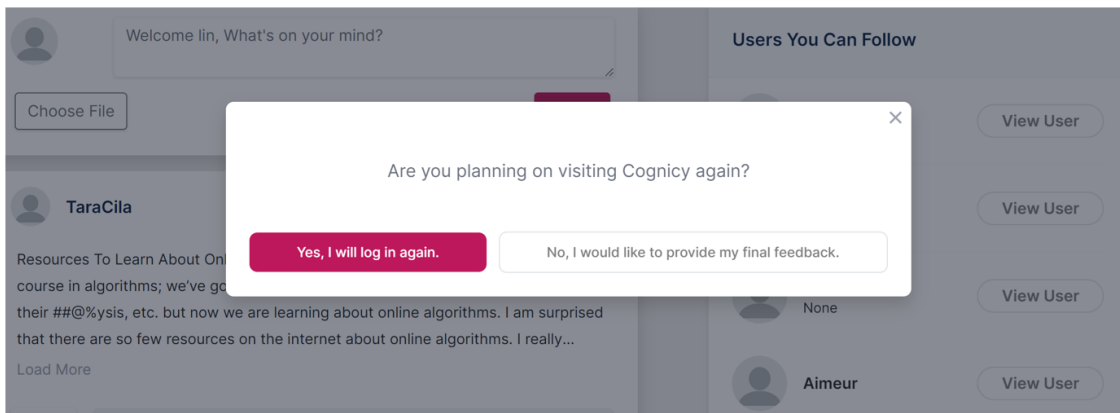 Welcome lin, What's on your mind?
Choose File
TaraCila
Resources To Learn About Onl
course in algorithms; we've go
their ##@%ysis, etc. but now we are learning about online algorithms. I am surprised
that there are so few resources on the internet about online algorithms. I really...
Load More
Are you planning on visiting Cognicy again?
Yes, I will log in again.
No, I would like to provide my final feedback.
Users You Can Follow
View User
View User
None
View User
Aimeur
View User